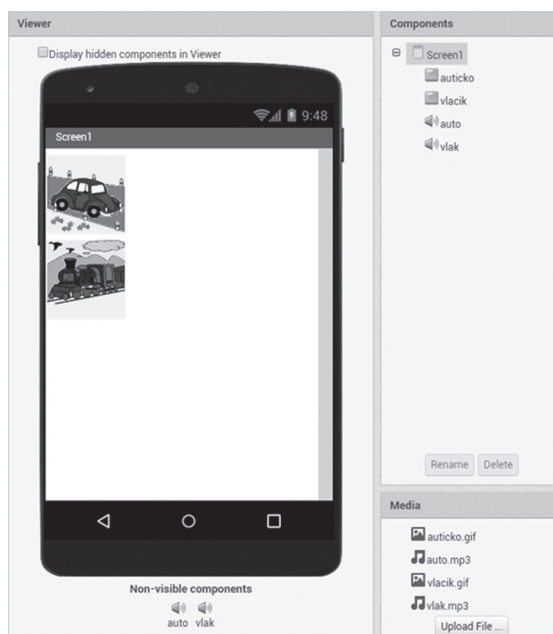 Viewer
Display hidden components in Viewer
9:48
Screen1
Non-visible components
auto vlak
Components
Screen1
auticko
vlacik
auto
vlak
Rename Delete
Media
auticko.gif
auto.mp3
vlacik.gif
vlak.mp3
Upload File ...